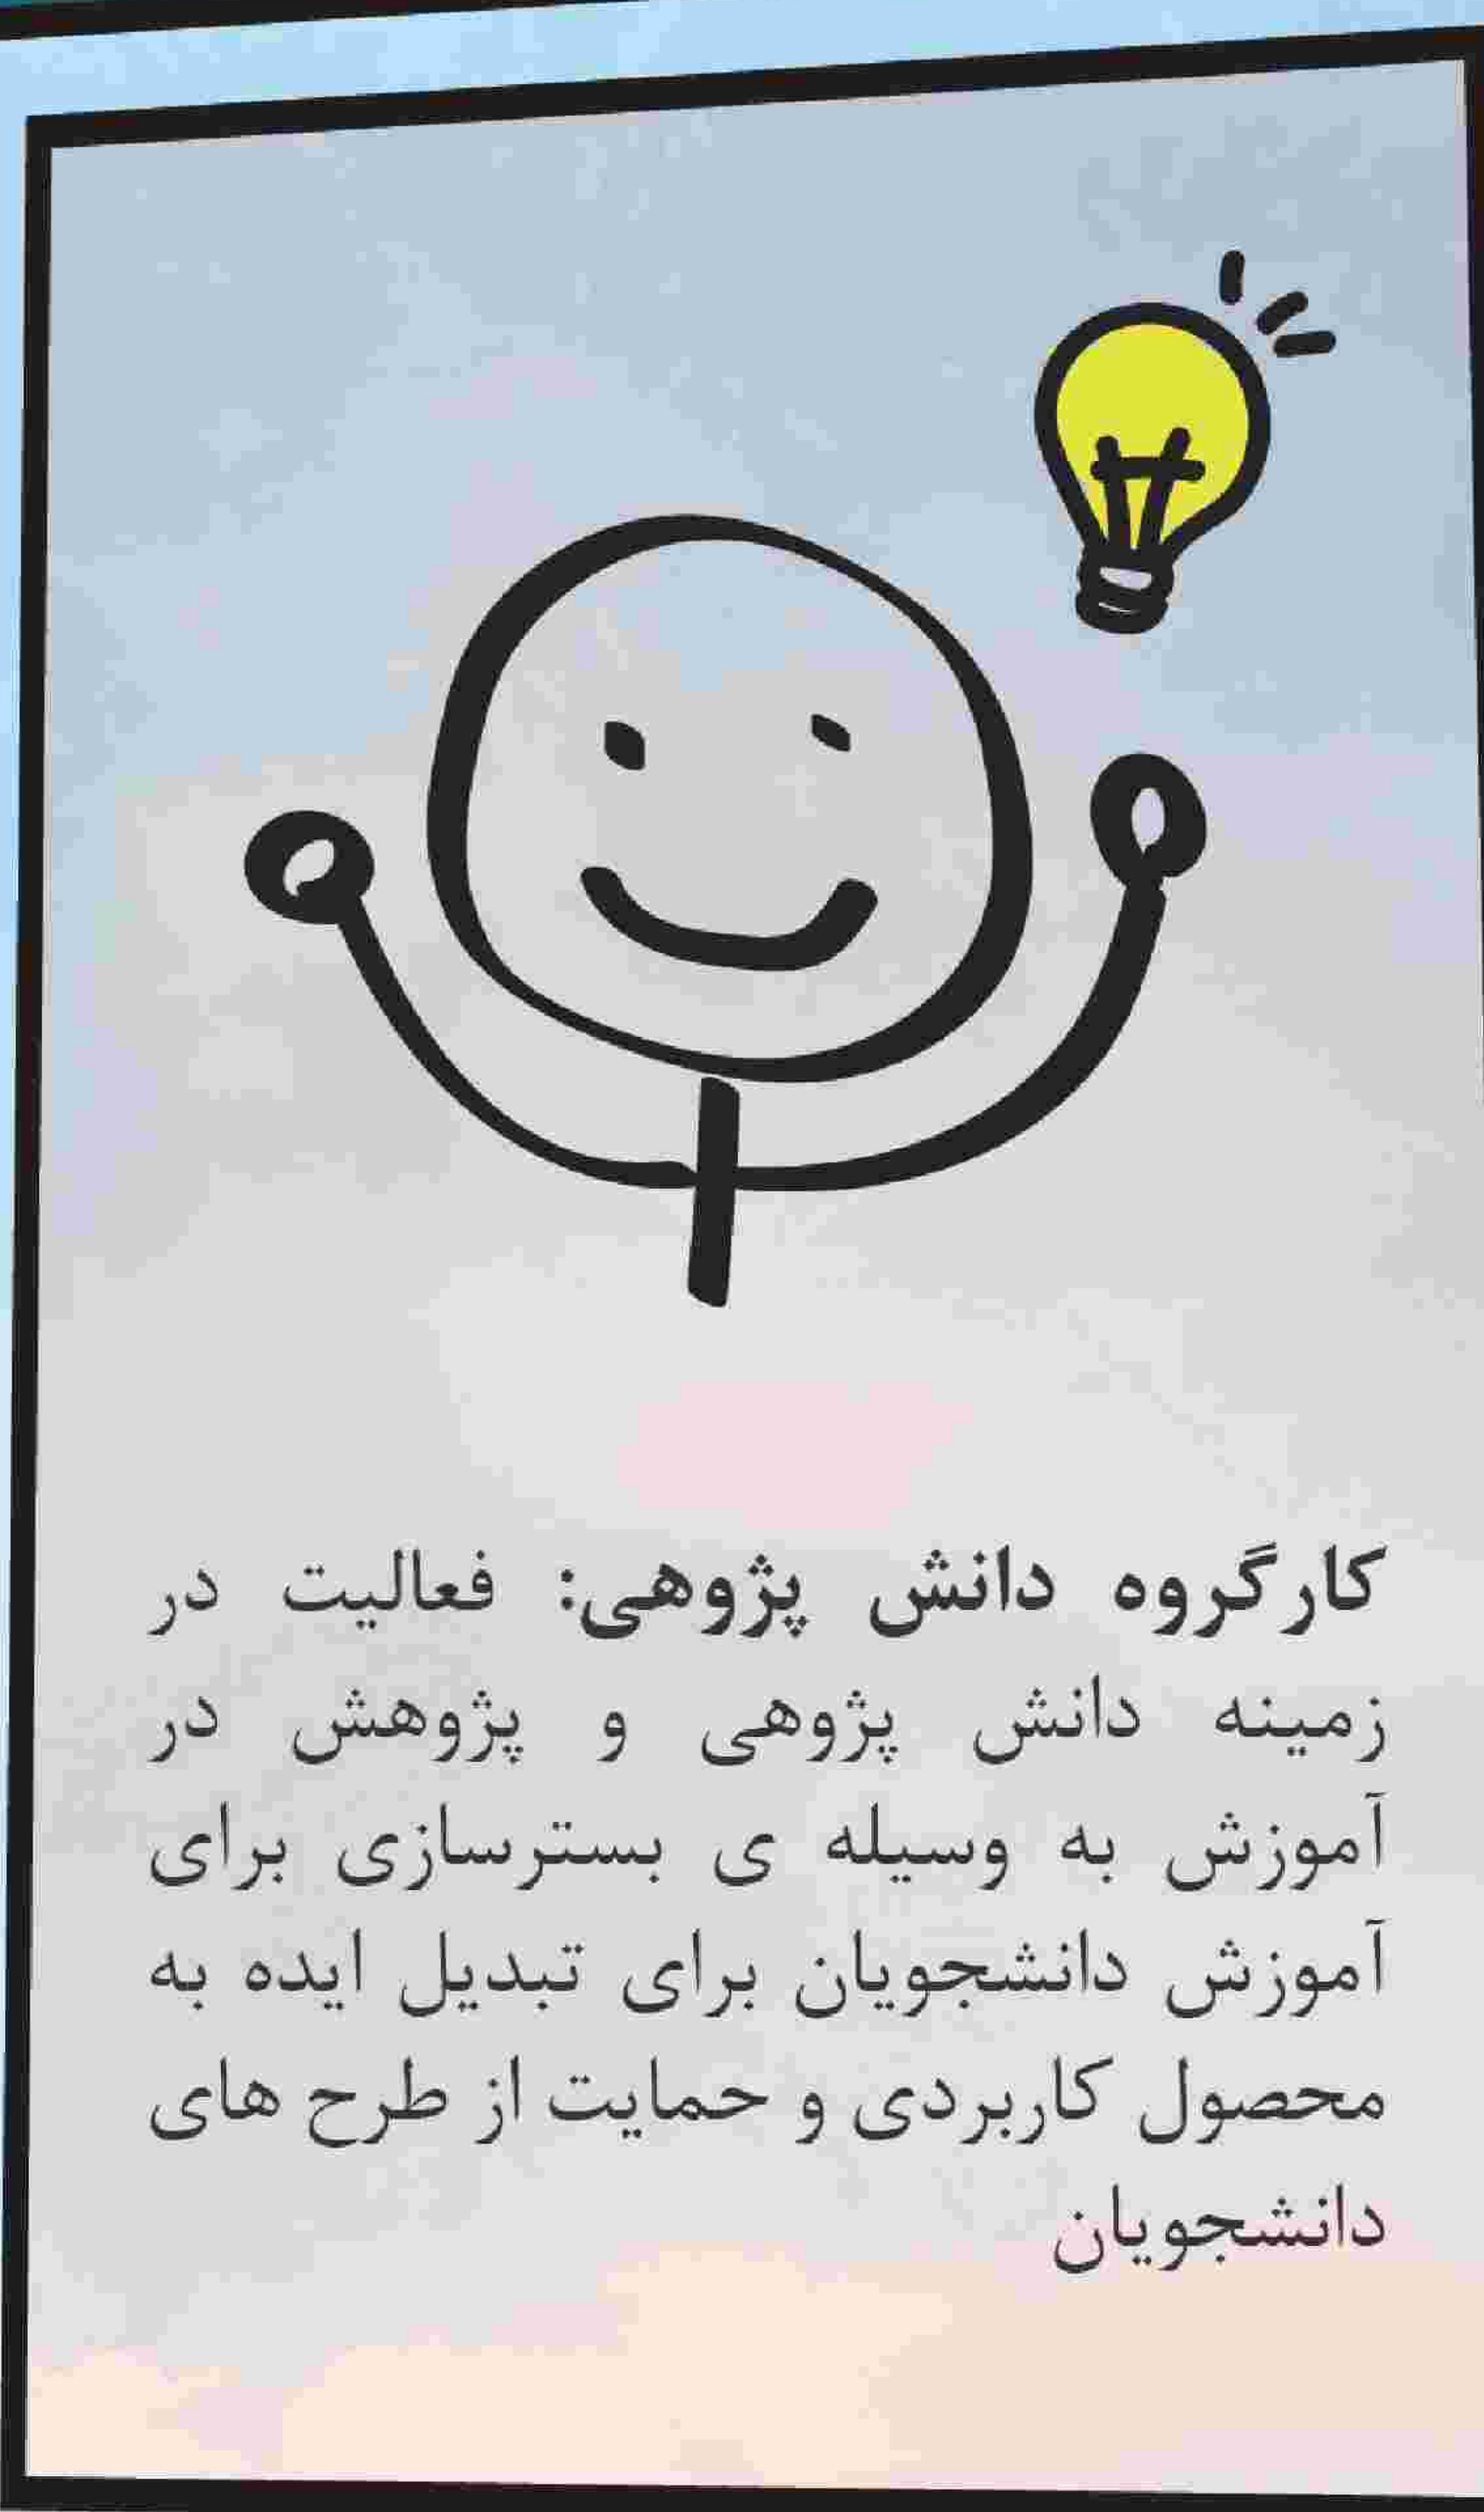 کارگروه دانش پژوهی: فعالیت در
زمینه دانش پژوهی و پژوهش در
آموزش به وسیله ی بسترسازی برای
آموزش دانشجویان برای تبدیل ایده به
محصول کاربردی و حمایت از طرح های
دانشجویان